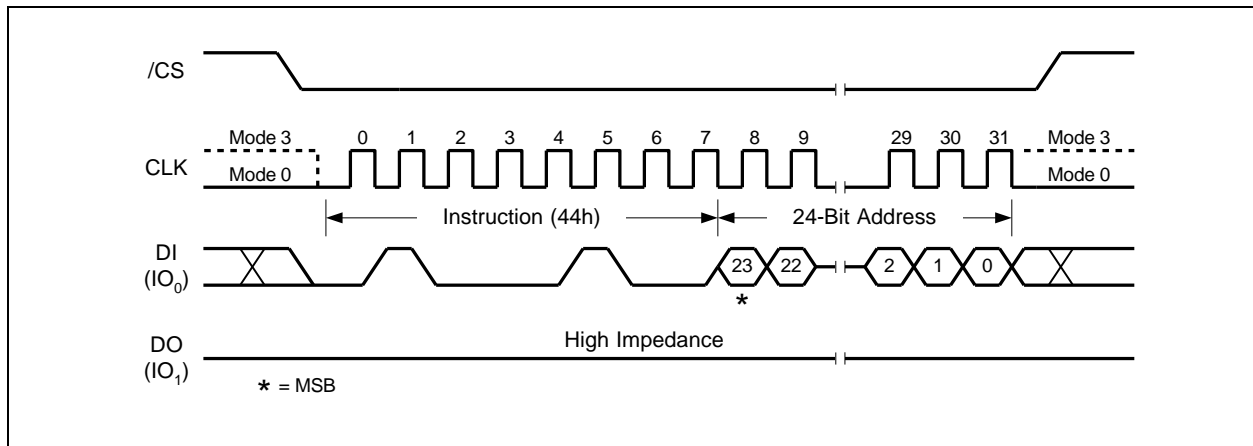 /CS
Mode 3 0 1 2 3 4 5 6 7 8 9 29 30 31 Mode 3
CLK
Mode 0 Mode 0
Instruction (44h) 24-Bit Address
DI
(IO0)
23 22 2 1 0
*
High Impedance
DO
(IO1)
* = MSB